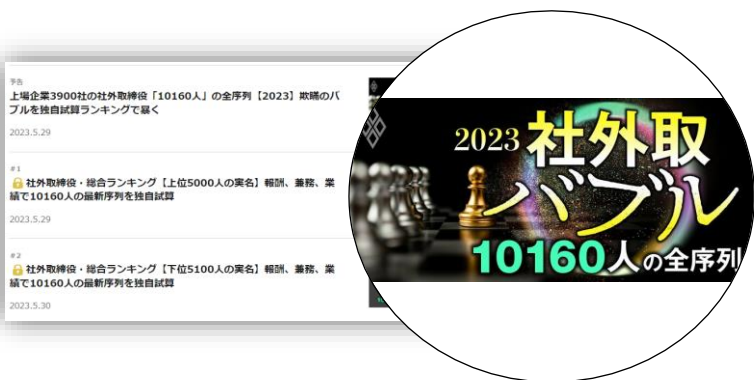 予告
上場企業3900社の社外取締役「10160人」の全序列【2023】欺瞞のバ
ブルを独自試算ランキングで暴く
2023.5.29
#1
社外取締役・総合ランキング【上位5000人の実名】報酬、兼務、業
績で10160人の最新序列を独自試算
2023.5.29
#2
社外取締役・総合ランキング【下位5100人の実名】報酬、兼務、業
績で10160人の最新序列を独自試算
2023.5.30
2023 社外取
バブル
10160人の全序列